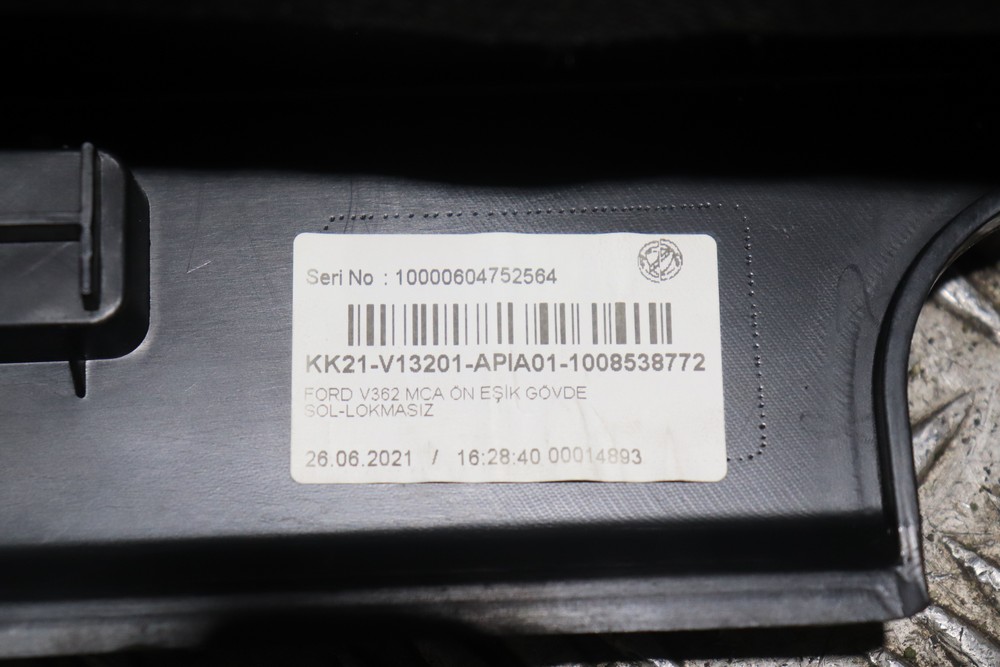 Seri No : 10000604752564
KK21-V13201-APIA01-1008538772
FORD V362 MCA ÖN EŞİK GÖVDE
SOL-LOKMASIZ
26.06.2021 / 16:28:40 00014893